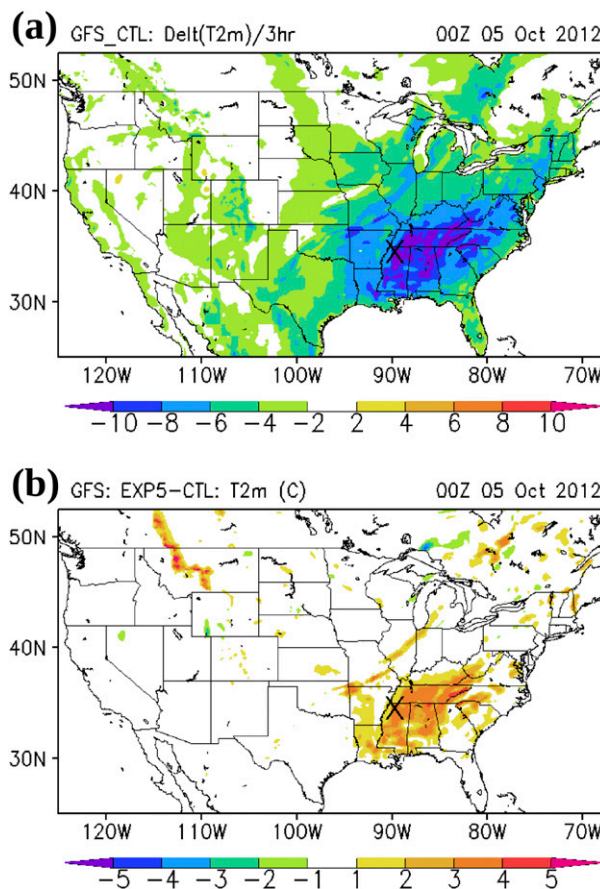 (a) GFS_CTL: Delt(T2m)/3hr 00Z 05 Oct 2012
50N
40N
X
30N
120W 110W 100W 90W 80W 70W
-10 -8 -6 -4 -2 2 4 6 8 10
(b) GFS: EXP5-CTL: T2m (C) 00Z 05 Oct 2012
50N
40N
X
30N
120W 110W 100W 90W 80W 70W
-5 -4 -3 -2 -1 1 2 3 4 5